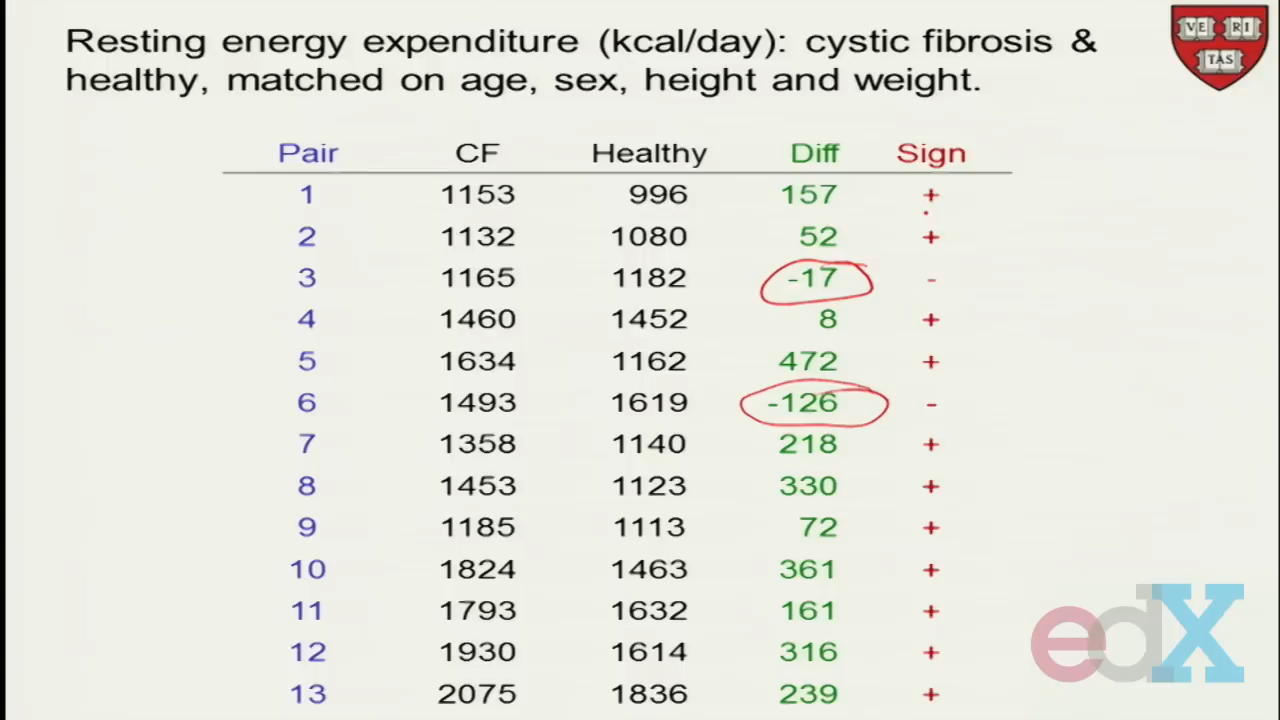 Resting energy expenditure (kcal/day): cystic fibrosis &
healthy, matched on age, sex, height and weight.
VE RI
TAS
Pair CF Healthy Diff Sign
1 1153 996 157 +
2 1132 1080 52 +
3 1165 1182 -17 -
4 1460 1452 8 +
5 1634 1162 472 +
6 1493 1619 -126 -
7 1358 1140 218 +
8 1453 1123 330 +
9 1185 1113 72 +
10 1824 1463 361 +
11 1793 1632 161 +
12 1930 1614 316 +
13 2075 1836 239 +
edX